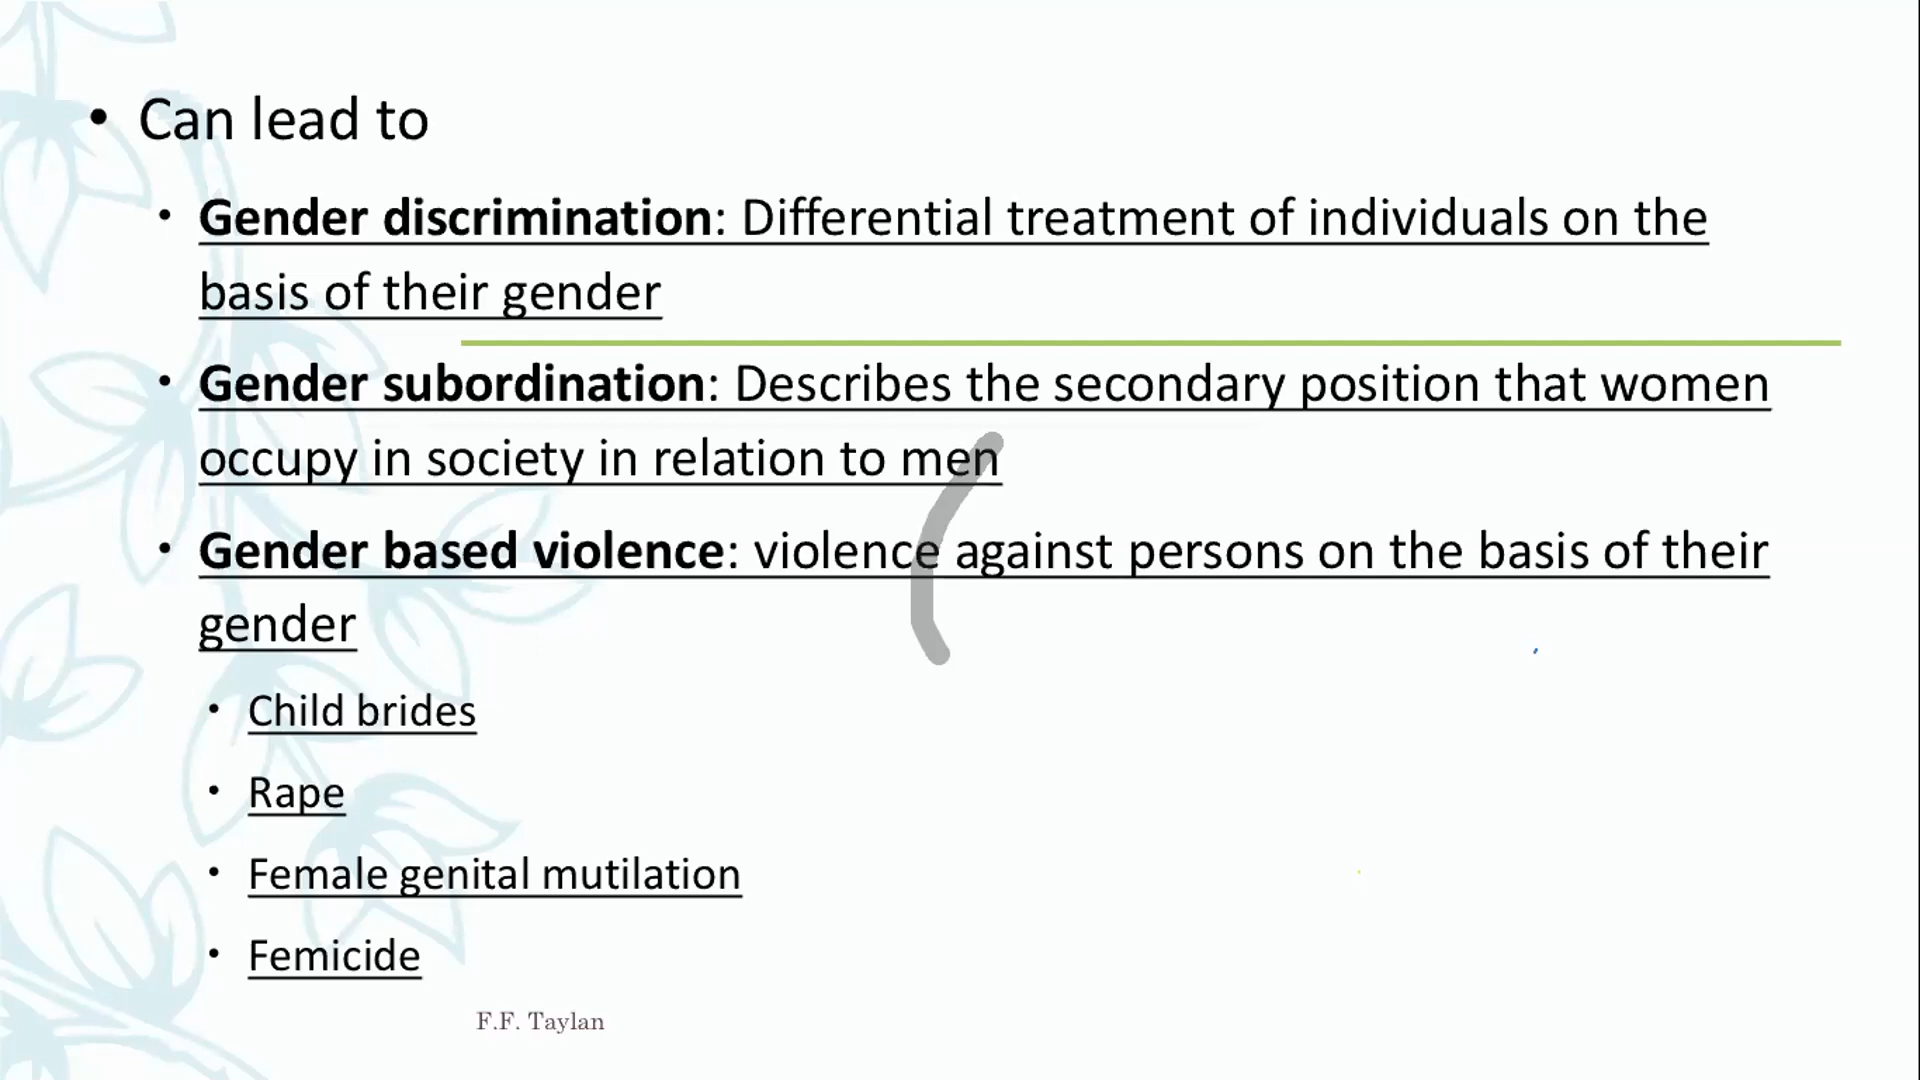 • Can lead to
• Gender discrimination: Differential treatment of individuals on the
basis of their gender
• Gender subordination: Describes the secondary position that women
occupy in society in relation to men
• Gender based violence: violence against persons on the basis of their
gender
• Child brides
• Rape
• Female genital mutilation
• Femicide
F.F. Taylan